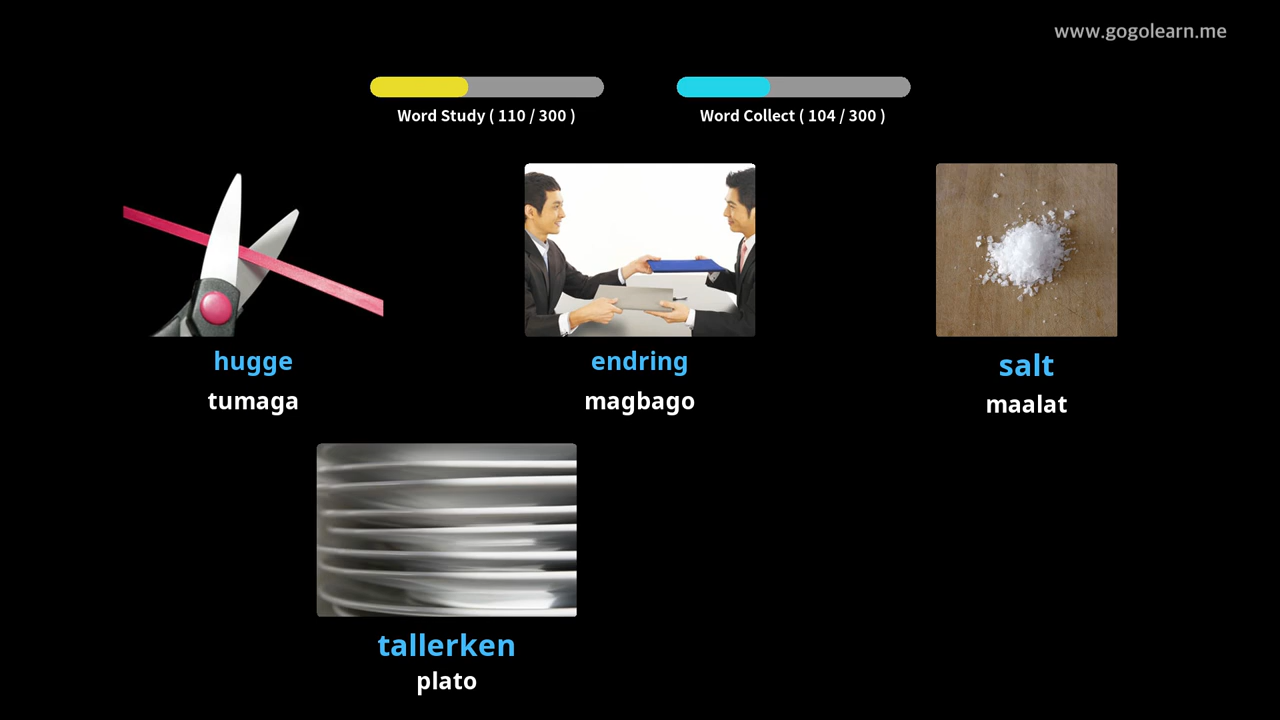 www.gogolearn.me
Word Study ( 110 / 300 )
Word Collect ( 104 / 300 )
hugge
tumaga
endring
magbago
salt
maalat
tallerken
plato